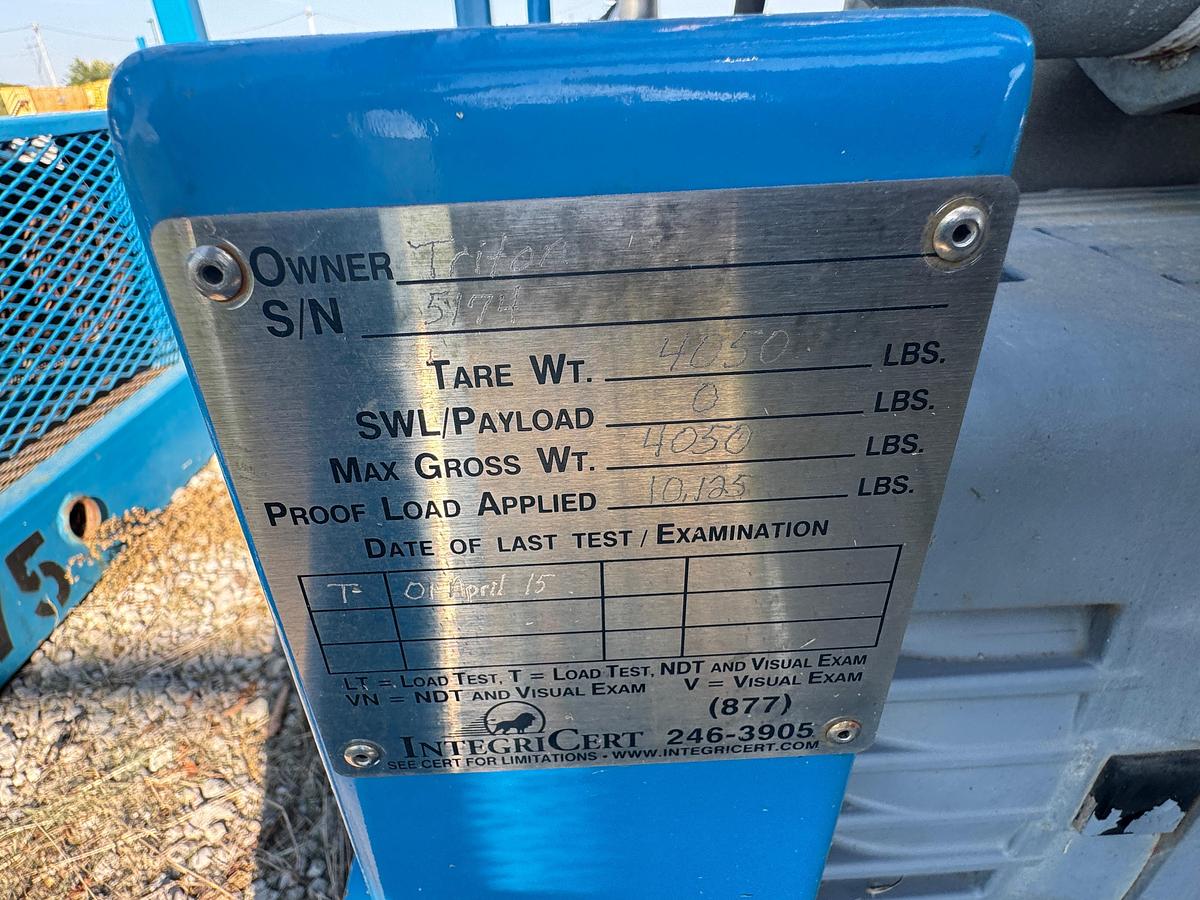 OWNER Triton
S/N 5174
TARE WT. 4050 LBS.
SWL/PAYLOAD 0 LBS.
MAX GROSS WT. 4050 LBS.
PROOF LOAD APPLIED 10,125 LBS.
DATE OF LAST TEST / EXAMINATION
T- 01 April 15
LT = LOAD TEST, T = LOAD TEST, NDT AND VISUAL EXAM
VN = NDT AND VISUAL EXAM V = VISUAL EXAM
(877)
INTEGRICERT 246-3905
SEE CERT FOR LIMITATIONS - WWW.INTEGRICERT.COM